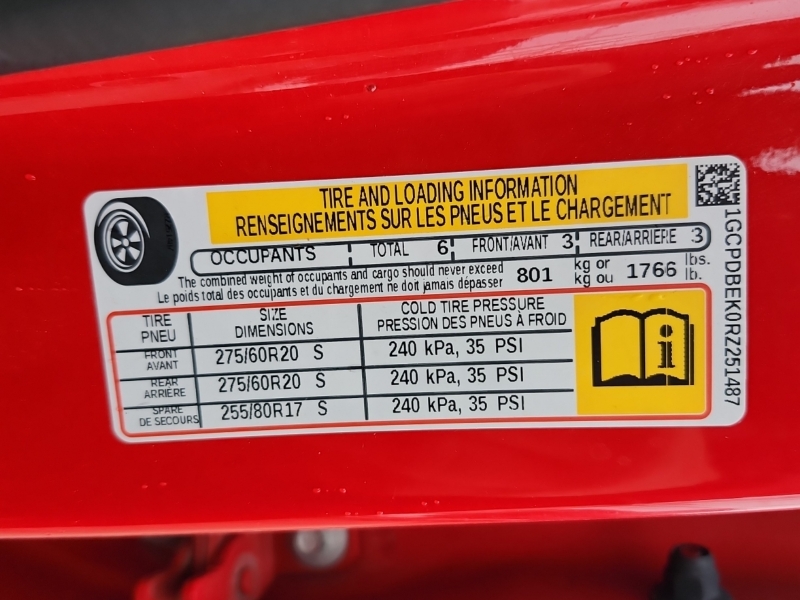 TIRE AND LOADING INFORMATION
RENSEIGNEMENTS SUR LES PNEUS ET LE CHARGEMENT
OCCUPANTS TOTAL 6 FRONT/AVANT 3 REAR/ARRIERE 3
The combined weight of occupants and cargo should never exceed 801 kg or 1766 lbs.
Le poids total des occupants et du chargement ne doit jamais dépasser kg ou lb.
TIRE PNEU SIZE DIMENSIONS COLD TIRE PRESSURE PRESSION DES PNEUS À FROID
FRONT AVANT 275/60R20 S 240 kPa, 35 PSI
REAR ARRIÈRE 275/60R20 S 240 kPa, 35 PSI
SPARE DE SECOURS 255/80R17 S 240 kPa, 35 PSI
i
1GCPDBEK0RZ251487